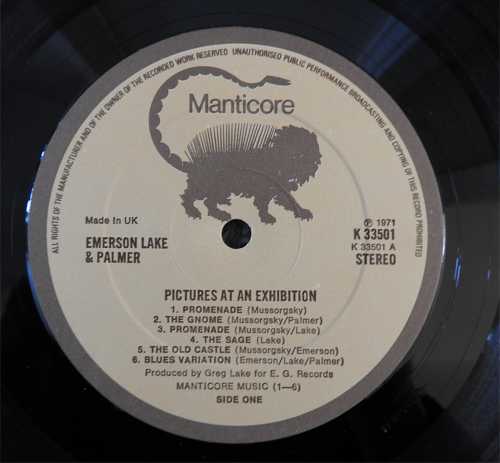 ALL RIGHTS OF THE MANUFACTURER AND OF THE OWNER OF THE RECORDED WORK RESERVED UNAUTHORISED PUBLIC PERFORMANCE BROADCASTING AND COPYING OF THIS RECORD PROHIBITED
Manticore
Made in UK
EMERSON LAKE
& PALMER
℗ 1971
K 33501
K 33501 A
STEREO
PICTURES AT AN EXHIBITION
1. PROMENADE (Mussorgsky)
2. THE GNOME (Mussorgsky/Palmer)
3. PROMENADE (Mussorgsky/Lake)
4. THE SAGE (Lake)
5. THE OLD CASTLE (Mussorgsky/Emerson)
6. BLUES VARIATION (Emerson/Lake/Palmer)
Produced by Greg Lake for E. G. Records
MANTICORE MUSIC (1—6)
SIDE ONE